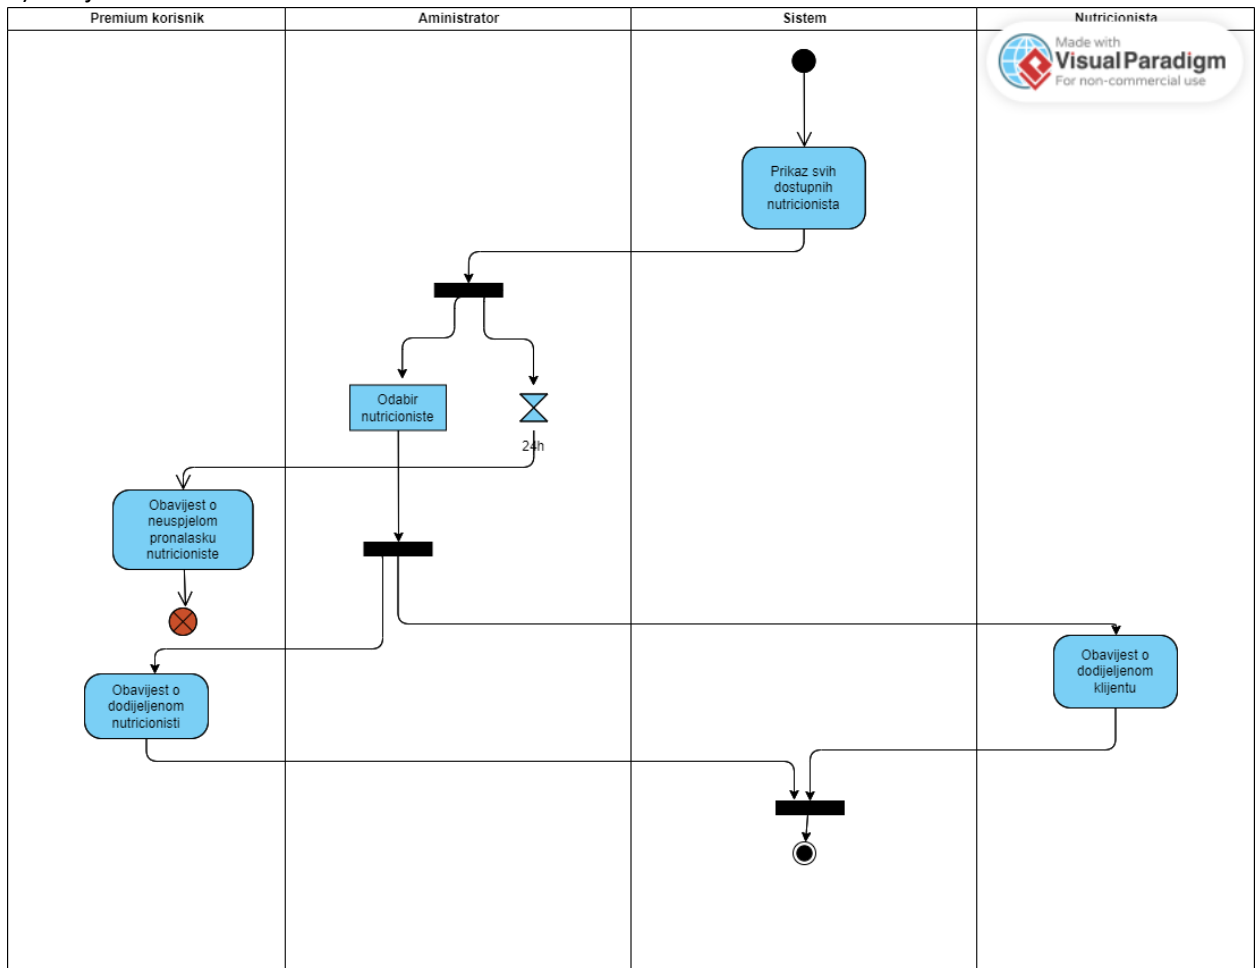 Premium korisnik
Aministrator
Sistem
Nutricionista
Made with
Visual Paradigm
For non-commercial use
Prikaz svih
dostupnih
nutricionista
Odabir
nutricioniste
24h
Obavijest o
neuspjelom
pronalasku
nutricioniste
Obavijest o
dodijeljenom
klijentu
Obavijest o
dodijeljenom
nutricionisti